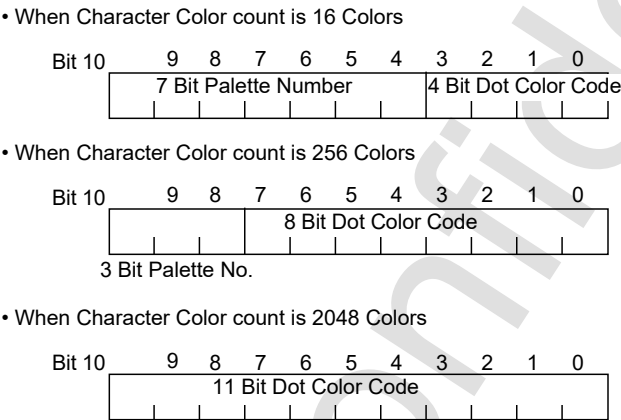 • When Character Color count is 16 Colors
Bit 10 9 8 7 6 5 4 3 2 1 0
7 Bit Palette Number 4 Bit Dot Color Code
• When Character Color count is 256 Colors
Bit 10 9 8 7 6 5 4 3 2 1 0
8 Bit Dot Color Code
3 Bit Palette No.
• When Character Color count is 2048 Colors
Bit 10 9 8 7 6 5 4 3 2 1 0
11 Bit Dot Color Code